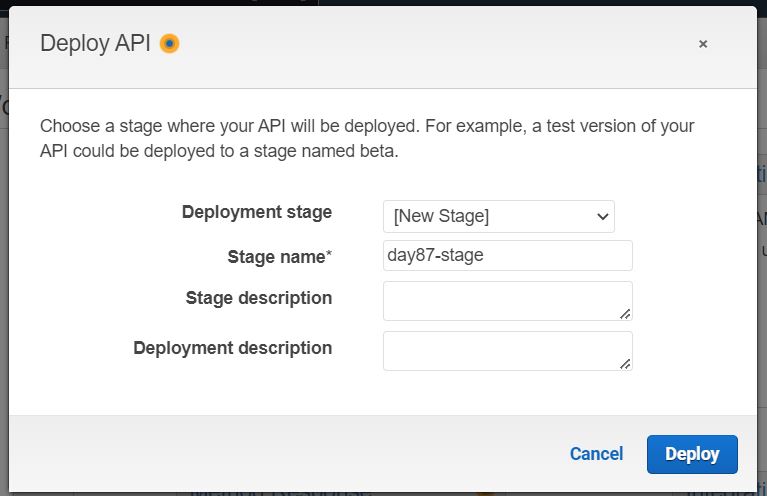 Deploy API
×
Choose a stage where your API will be deployed. For example, a test version of your
API could be deployed to a stage named beta.
Deployment stage [New Stage]
Stage name* day87-stage
Stage description
Deployment description
Cancel Deploy